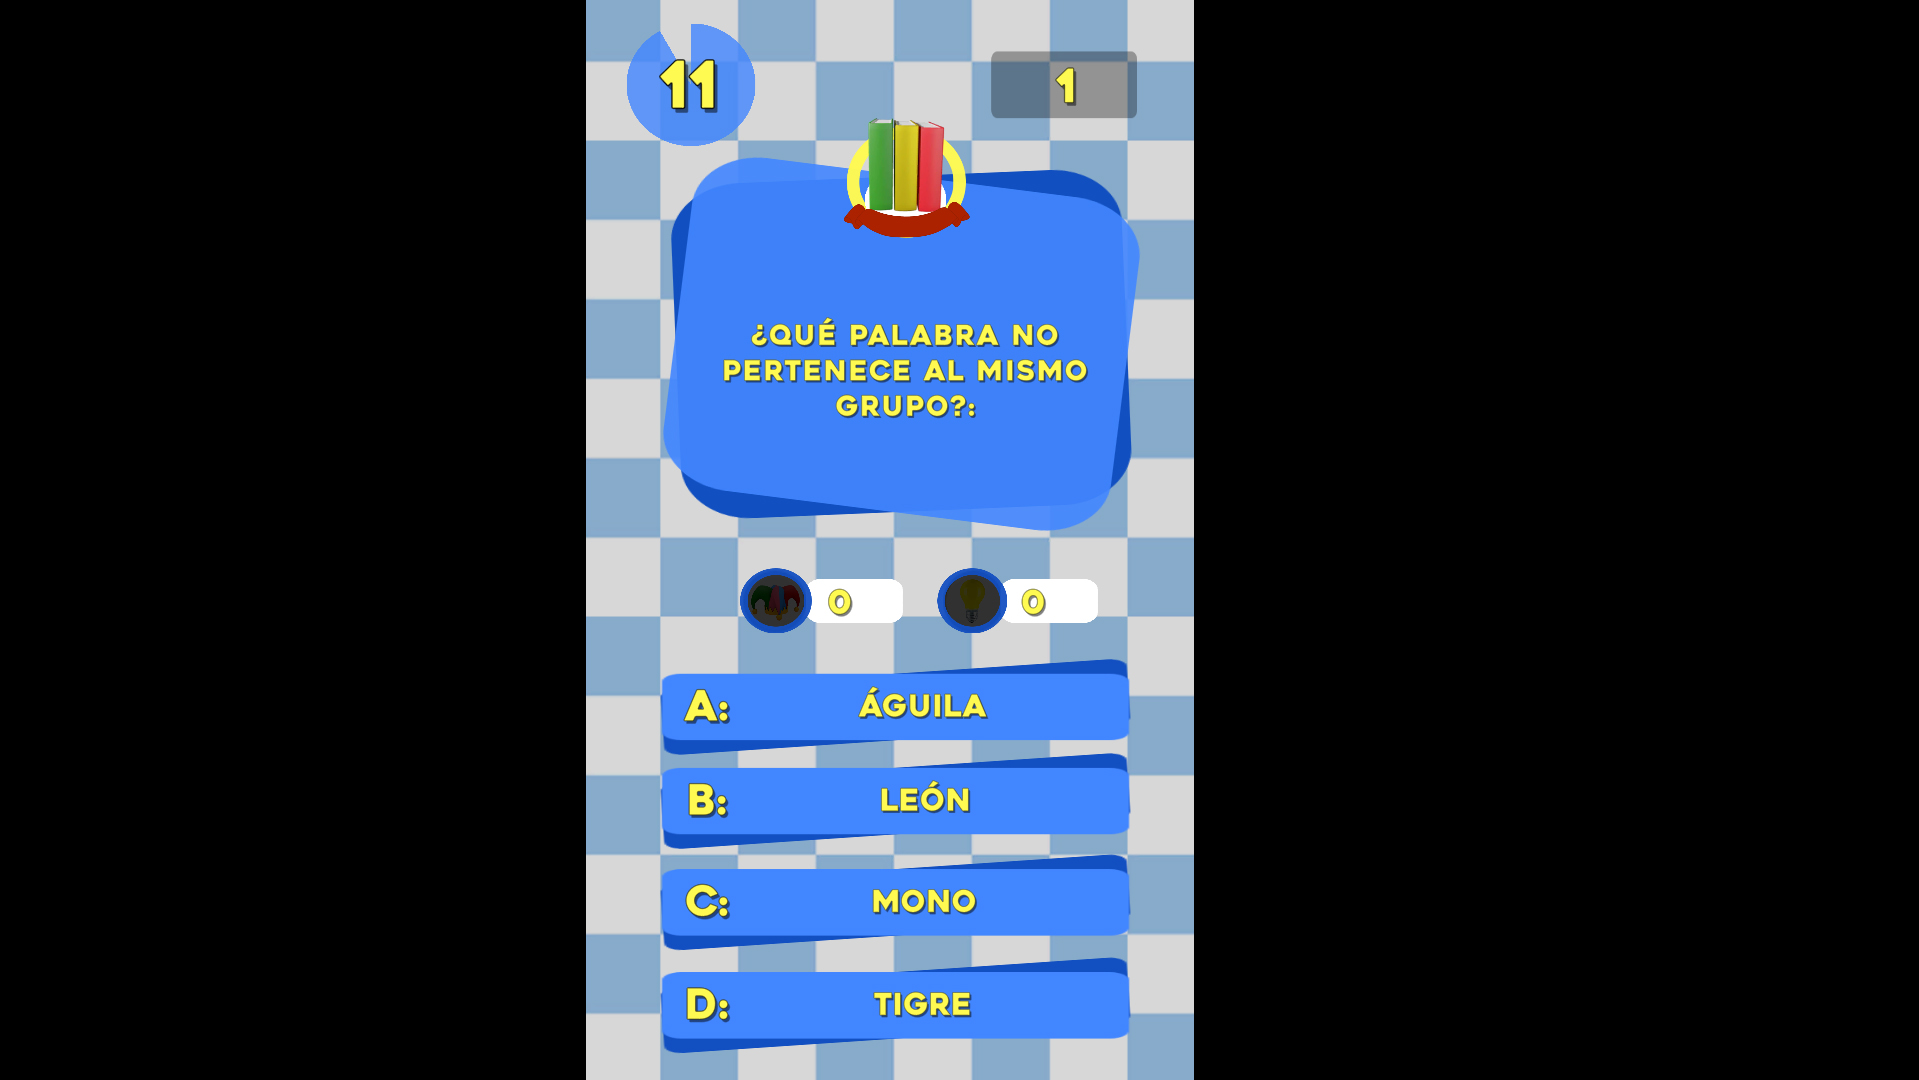 11
1
¿QUÉ PALABRA NO
PERTENECE AL MISMO
GRUPO?:
0
0
A: ÁGUILA
B: LEÓN
C: MONO
D: TIGRE